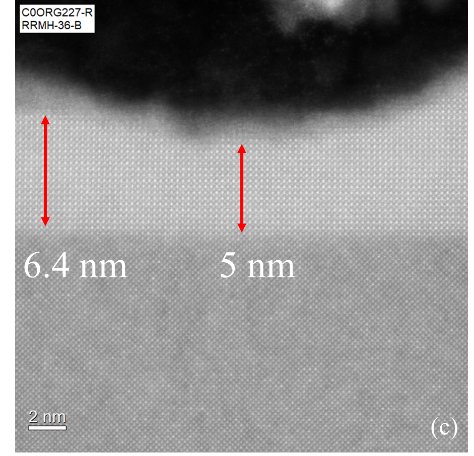 C0ORG227-R
RRMH-36-B
6.4 nm
5 nm
2 nm
(c)